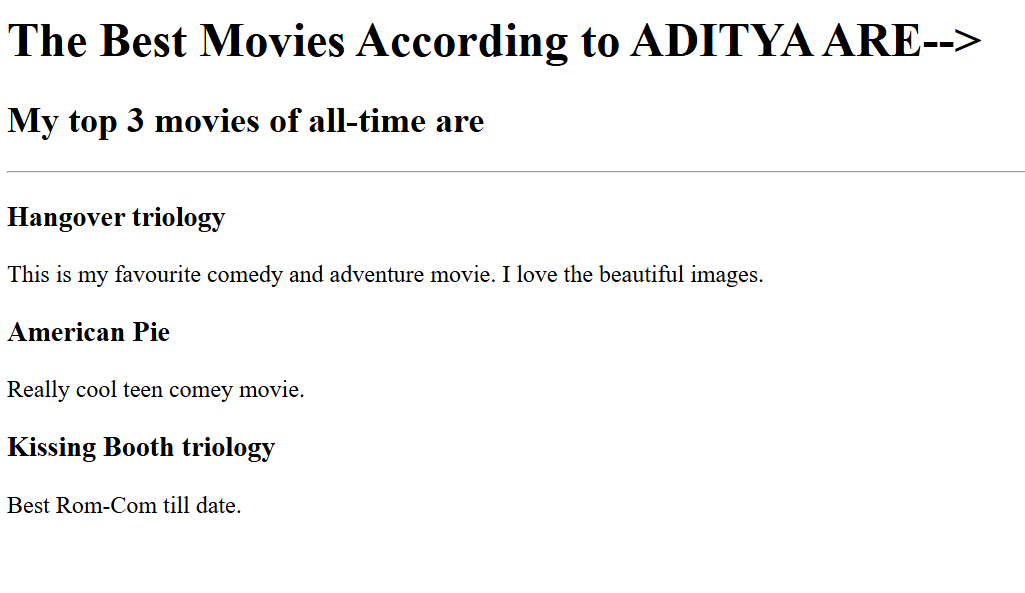 The Best Movies According to ADITYA ARE-->
My top 3 movies of all-time are
Hangover triology
This is my favourite comedy and adventure movie. I love the beautiful images.
American Pie
Really cool teen comey movie.
Kissing Booth triology
Best Rom-Com till date.